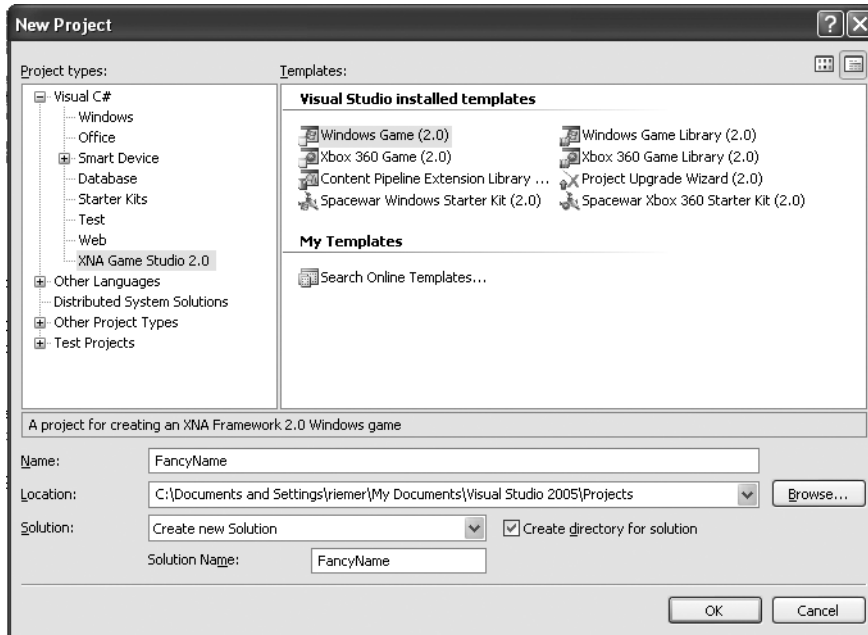 New Project
Project types:
Templates:
Visual C#
Windows
Office
Smart Device
Database
Starter Kits
Test
Web
XNA Game Studio 2.0
Other Languages
Distributed System Solutions
Other Project Types
Test Projects
Visual Studio installed templates
Windows Game (2.0)
Windows Game Library (2.0)
Xbox 360 Game (2.0)
Xbox 360 Game Library (2.0)
Content Pipeline Extension Library ...
Project Upgrade Wizard (2.0)
Spacewar Windows Starter Kit (2.0)
Spacewar Xbox 360 Starter Kit (2.0)
My Templates
Search Online Templates...
A project for creating an XNA Framework 2.0 Windows game
Name:
FancyName
Location:
C:\Documents and Settings\riemer\My Documents\Visual Studio 2005\Projects
Browse...
Solution:
Create new Solution
Create directory for solution
Solution Name:
FancyName
OK
Cancel